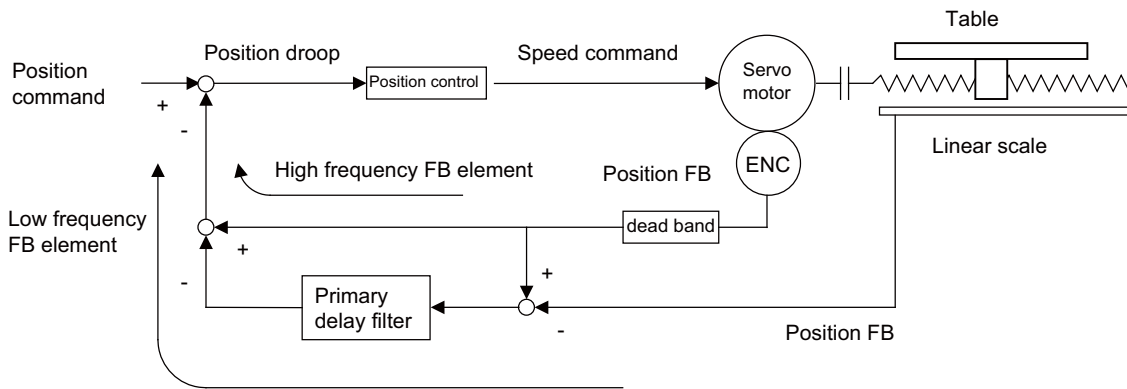 Table
Position droop
Speed command
Position
command
Position control
Servo
motor
+
-
Linear scale
High frequency FB element
Position FB
ENC
Low frequency
FB element
dead band
+
+
-
Primary
delay filter
-
Position FB